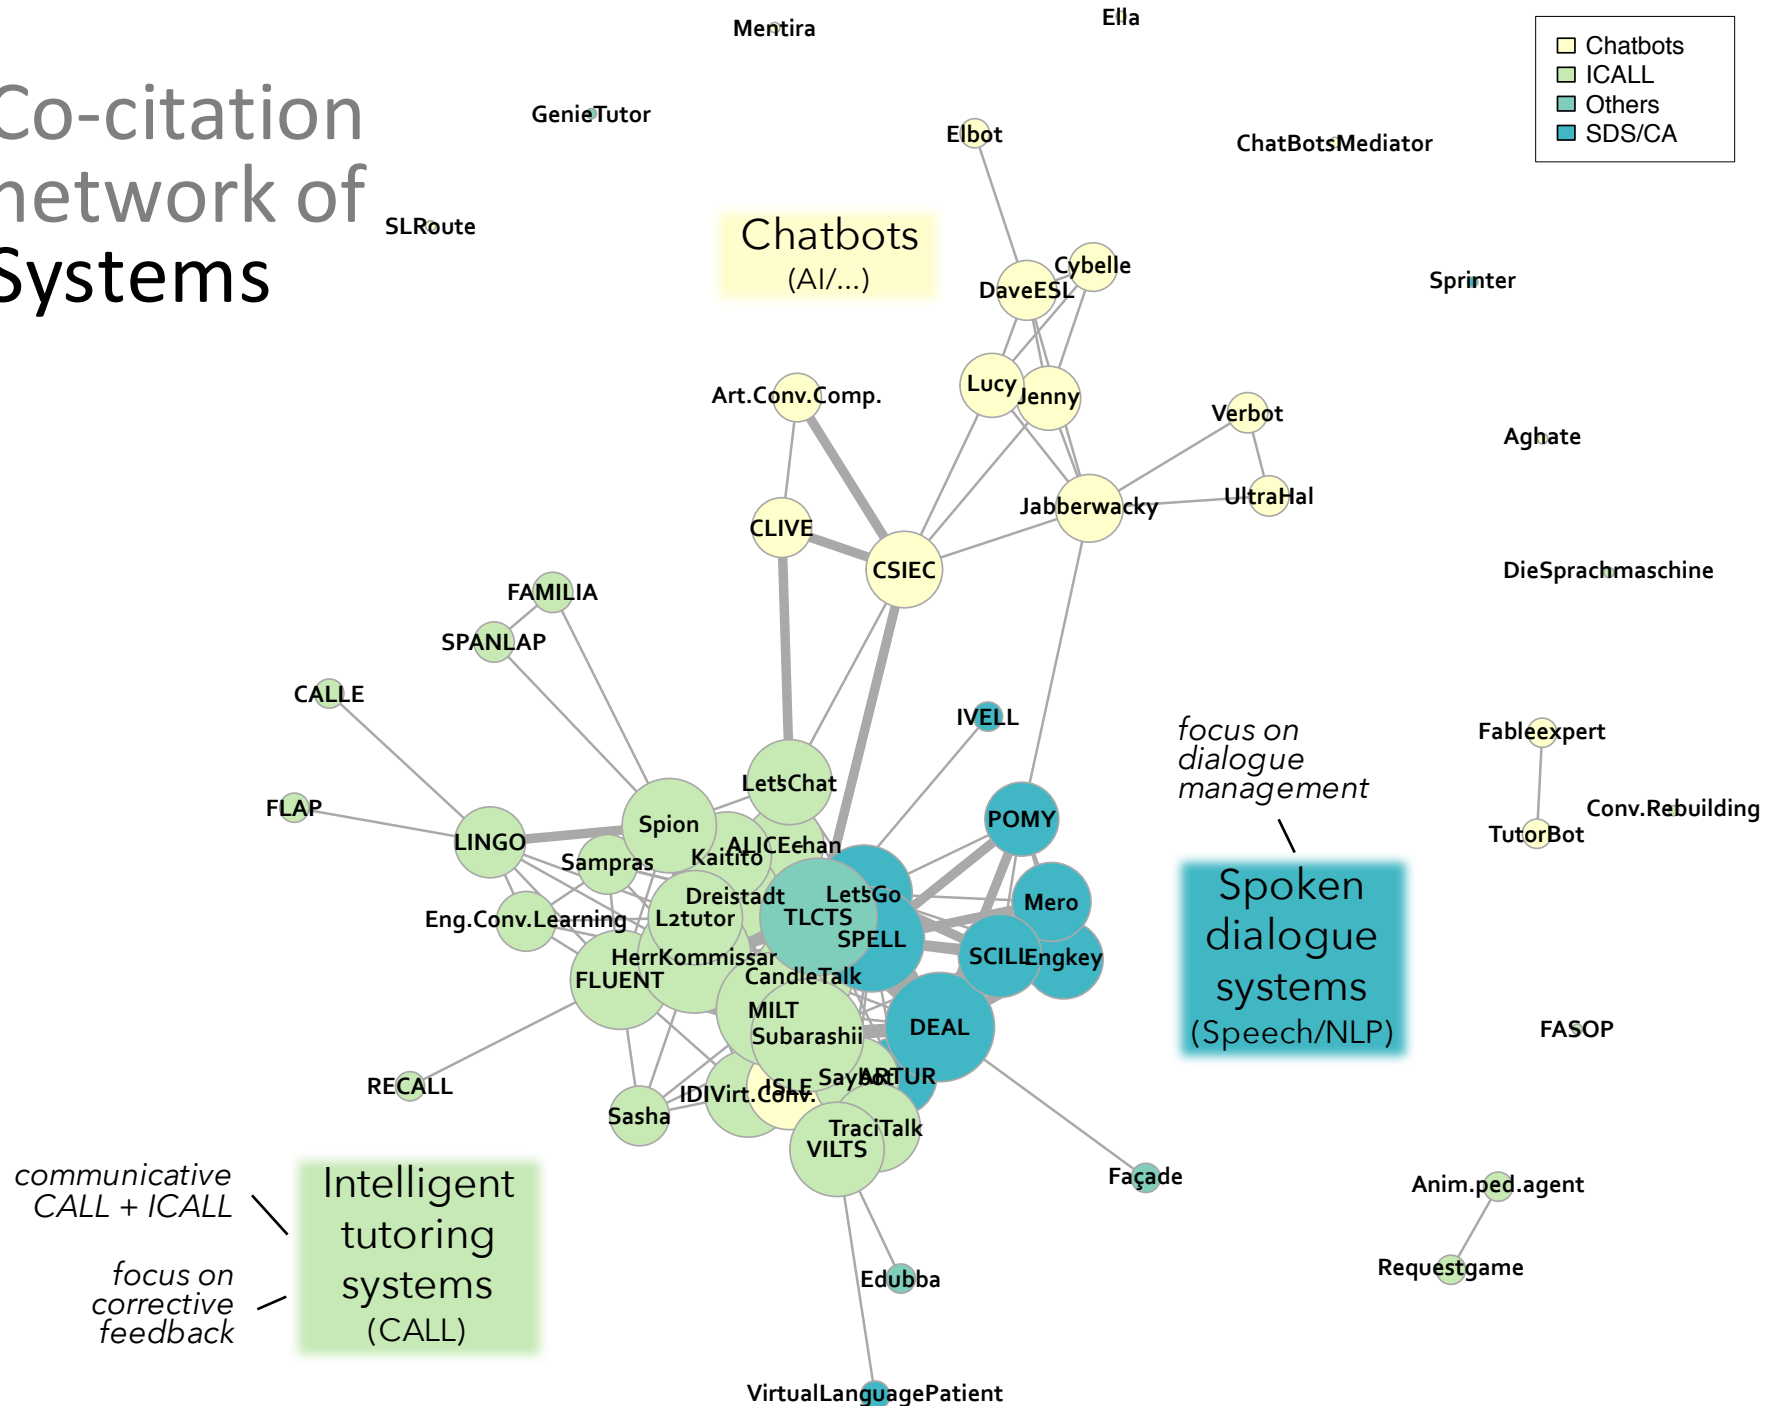 Co-citation
network of
Systems
Chatbots
ICALL
Others
SDS/CA
Mentira
Ella
GenieTutor
Elbot
ChatBotsMediator
SLRoute
Chatbots
(AI/...)
Cybelle
DaveESL
Sprinter
Art.Conv.Comp.
Lucy
Jenny
Verbot
Aghate
UltraHal
Jabberwacky
CLIVE
CSIEC
DieSprachmaschine
FAMILIA
SPANLAP
CALLE
IVELL
focus on
dialogue
management
Fableexpert
LetsChat
FLAP
Conv.Rebuilding
POMY
Spion
TutorBot
LINGO
ALICEchan
Kaitito
Sampras
Spoken
dialogue
systems
(Speech/NLP)
Dreistadt
LetsGo
Mero
Eng.Conv.Learning
L2tutor
TLCTS
SPELL
HerrKommissar
SCILL
Engkey
FLUENT
CandleTalk
MILT
Subarashii
DEAL
FASOP
RECALL
Saybot
ARTUR
IDIVirt.Conv.
ISLE
Sasha
TraciTalk
VILTS
Façade
Anim.ped.agent
communicative
CALL + ICALL
Intelligent
tutoring
systems
(CALL)
focus on
corrective
feedback
Requestgame
Edubba
VirtualLanguagePatient